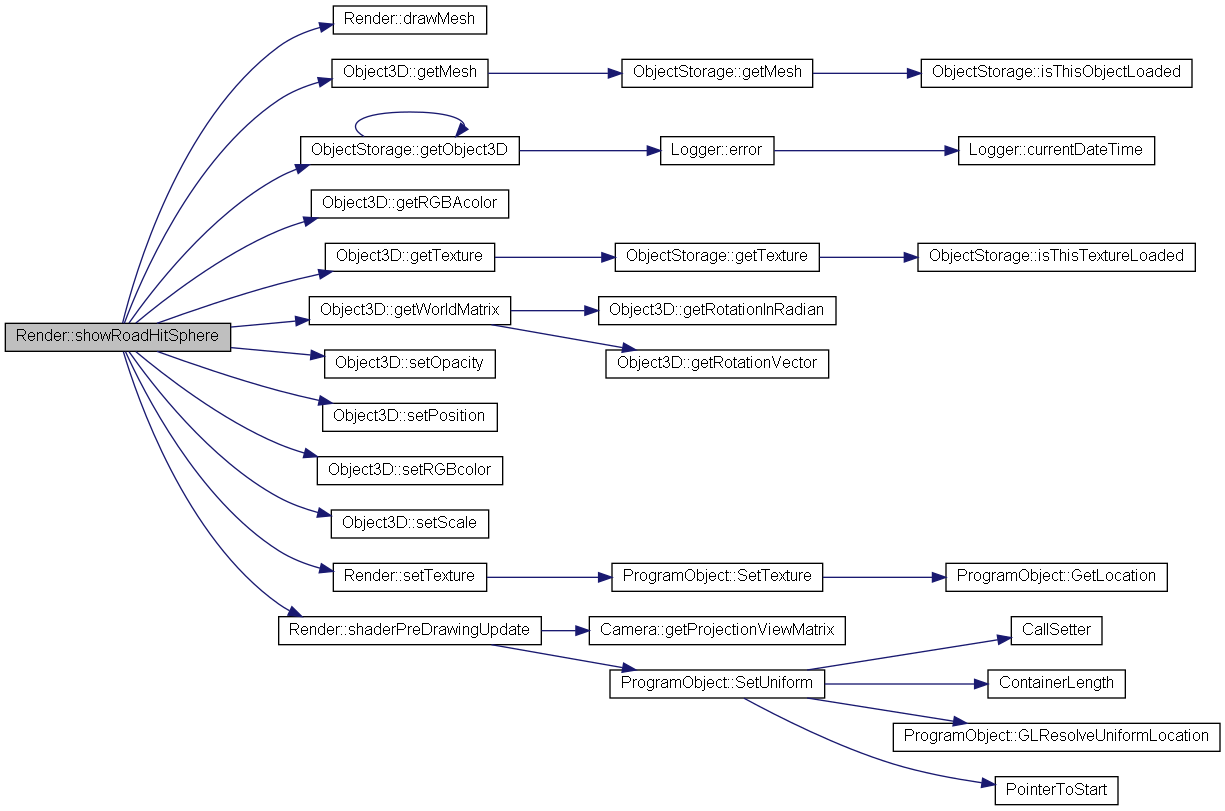 Render::drawMesh
Object3D::getMesh
ObjectStorage::getMesh
ObjectStorage::isThisObjectLoaded
ObjectStorage::getObject3D
Logger::error
Logger::currentDateTime
Object3D::getRGBAcolor
Object3D::getTexture
ObjectStorage::getTexture
ObjectStorage::isThisTextureLoaded
Object3D::getWorldMatrix
Object3D::getRotationInRadian
Render::showRoadHitSphere
Object3D::setOpacity
Object3D::getRotationVector
Object3D::setPosition
Object3D::setRGBcolor
Object3D::setScale
Render::setTexture
ProgramObject::SetTexture
ProgramObject::GetLocation
Render::shaderPreDrawingUpdate
Camera::getProjectionViewMatrix
CallSetter
ProgramObject::SetUniform
ContainerLength
ProgramObject::GLResolveUniformLocation
PointerToStart